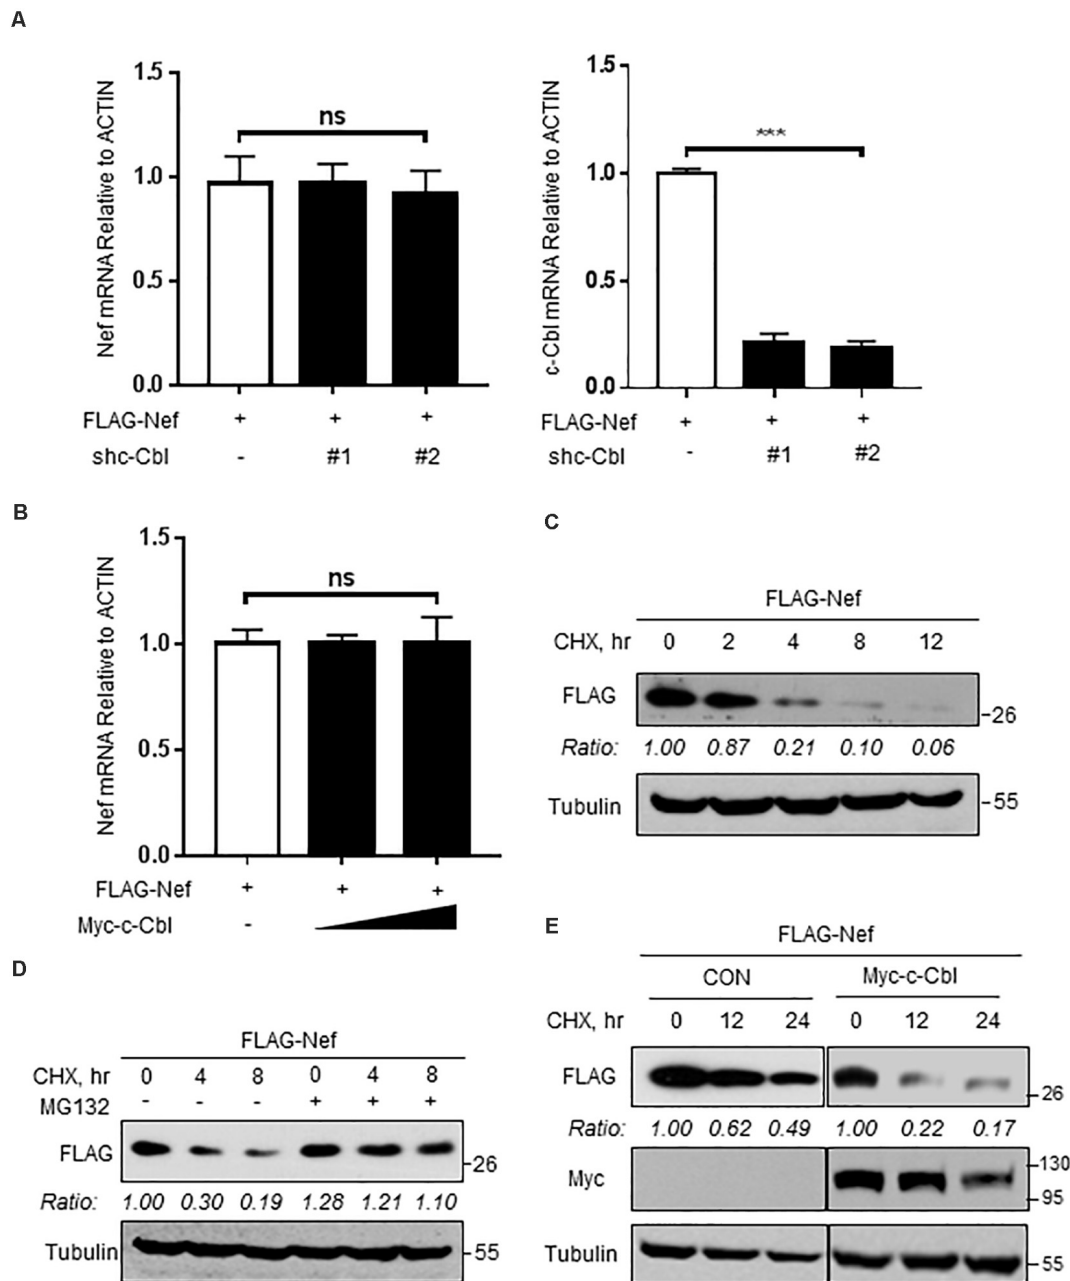 A
Nef mRNA Relative to ACTIN
1.5
1.0
0.5
0.0
ns
FLAG-Nef + + +
shc-Cbl - #1 #2
c-Cbl mRNA Relative to ACTIN
1.5
1.0
0.5
0.0
***
FLAG-Nef + + +
shc-Cbl - #1 #2
B
Nef mRNA Relative to ACTIN
1.5
1.0
0.5
0.0
ns
FLAG-Nef + + +
Myc-c-Cbl -
C
FLAG-Nef
CHX, hr 0 2 4 8 12
FLAG -26
Ratio: 1.00 0.87 0.21 0.10 0.06
Tubulin -55
D
FLAG-Nef
CHX, hr 0 4 8 0 4 8
MG132 - - - + + +
FLAG -26
Ratio: 1.00 0.30 0.19 1.28 1.21 1.10
Tubulin -55
E
FLAG-Nef
CON Myc-c-Cbl
CHX, hr 0 12 24 0 12 24
FLAG -26
Ratio: 1.00 0.62 0.49 1.00 0.22 0.17
Myc -130
-95
Tubulin -55